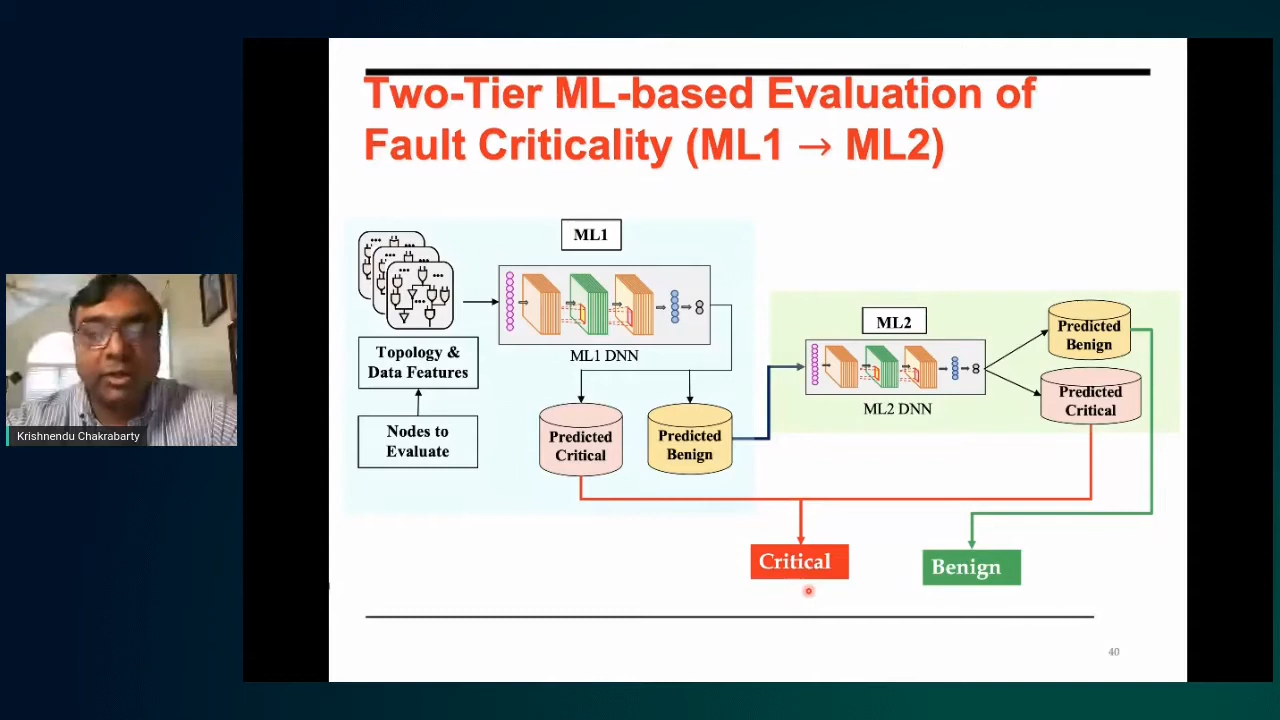 Two-Tier ML-based Evaluation of
Fault Criticality (ML1 → ML2)
ML1
ML1 DNN
Topology &
Data Features
Nodes to
Evaluate
Predicted
Critical
Predicted
Benign
ML2
ML2 DNN
Predicted
Benign
Predicted
Critical
Critical
Benign
40
Krishnendu Chakrabarty